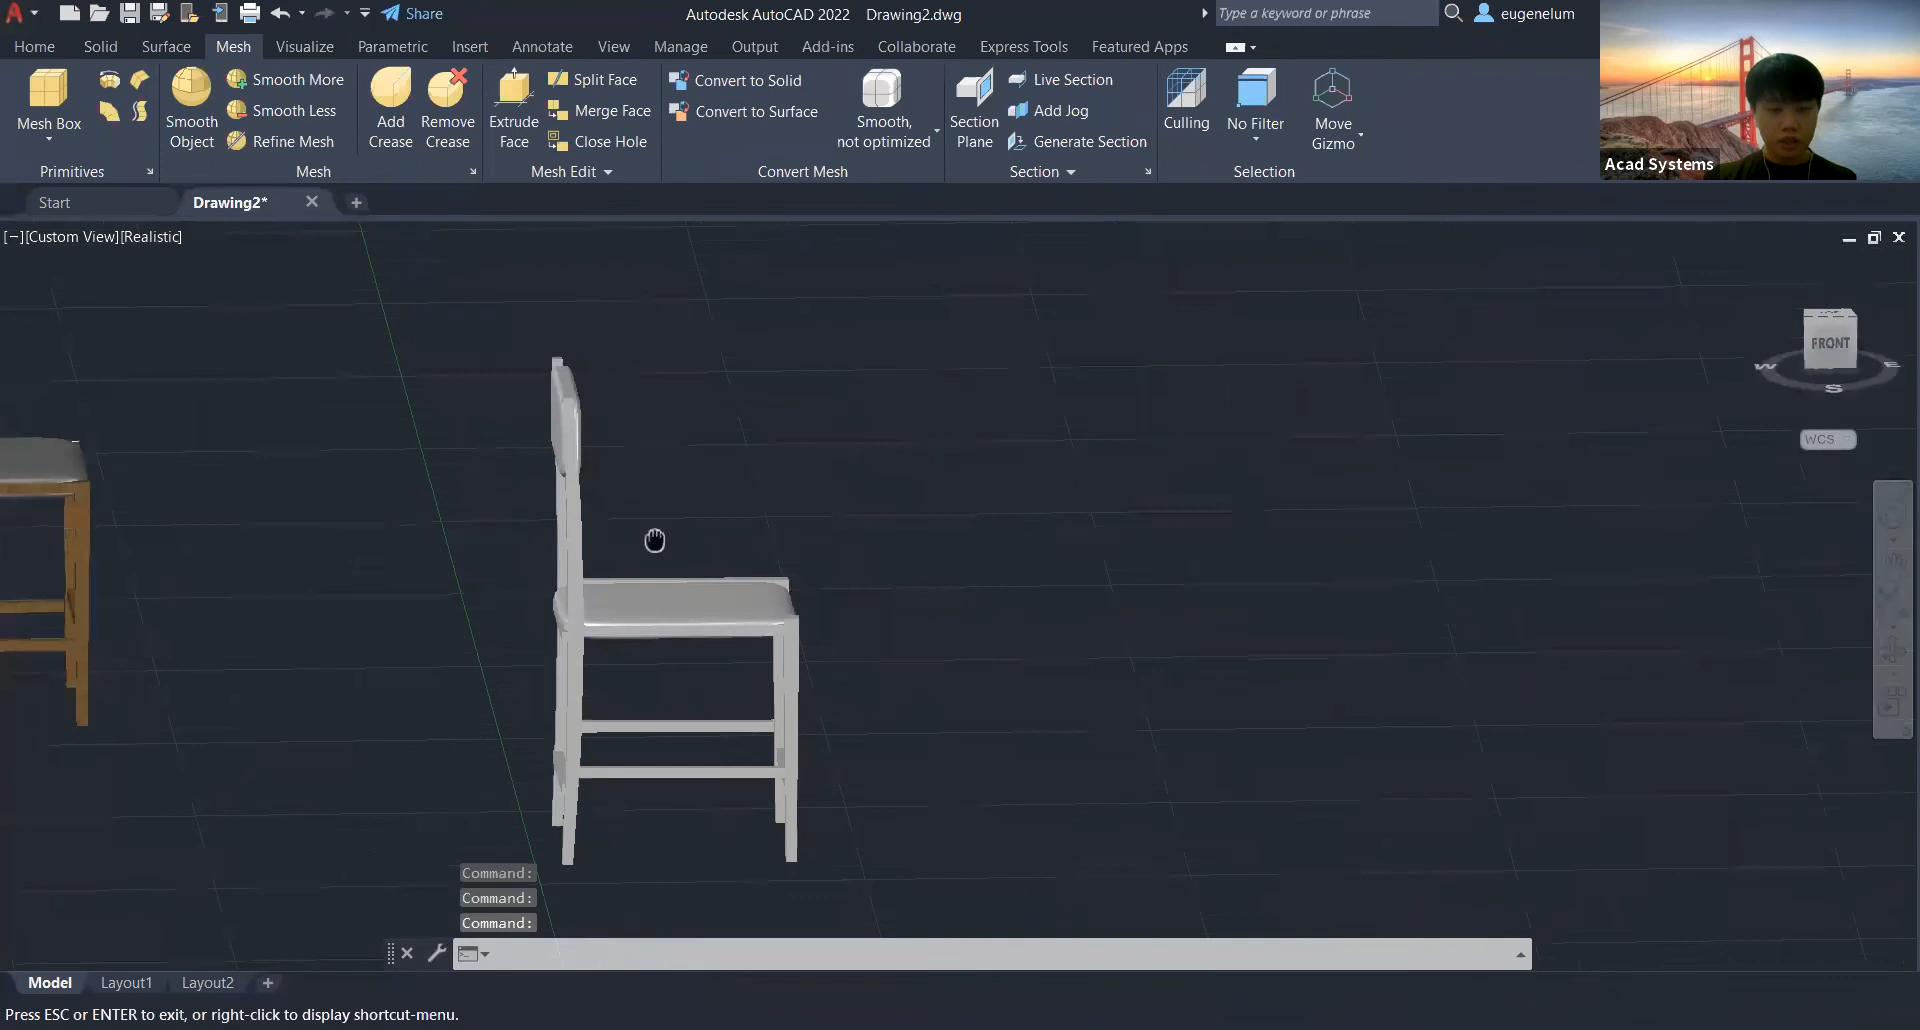 Share
Autodesk AutoCAD 2022 Drawing2.dwg
Type a keyword or phrase
eugenelum
Home Solid Surface Mesh Visualize Parametric Insert Annotate View Manage Output Add-ins Collaborate Express Tools Featured Apps
Mesh Box
Smooth Object
Smooth More
Smooth Less
Refine Mesh
Add Crease
Remove Crease
Extrude Face
Split Face
Merge Face
Close Hole
Convert to Solid
Convert to Surface
Smooth, not optimized
Section Plane
Live Section
Add Jog
Generate Section
Culling
No Filter
Move Gizmo
Primitives Mesh Mesh Edit Convert Mesh Section Selection
Acad Systems
Start Drawing2*
[−][Custom View][Realistic]
FRONT
W
E
S
WCS
Command:
Command:
Command:
Model Layout1 Layout2
Press ESC or ENTER to exit, or right-click to display shortcut-menu.